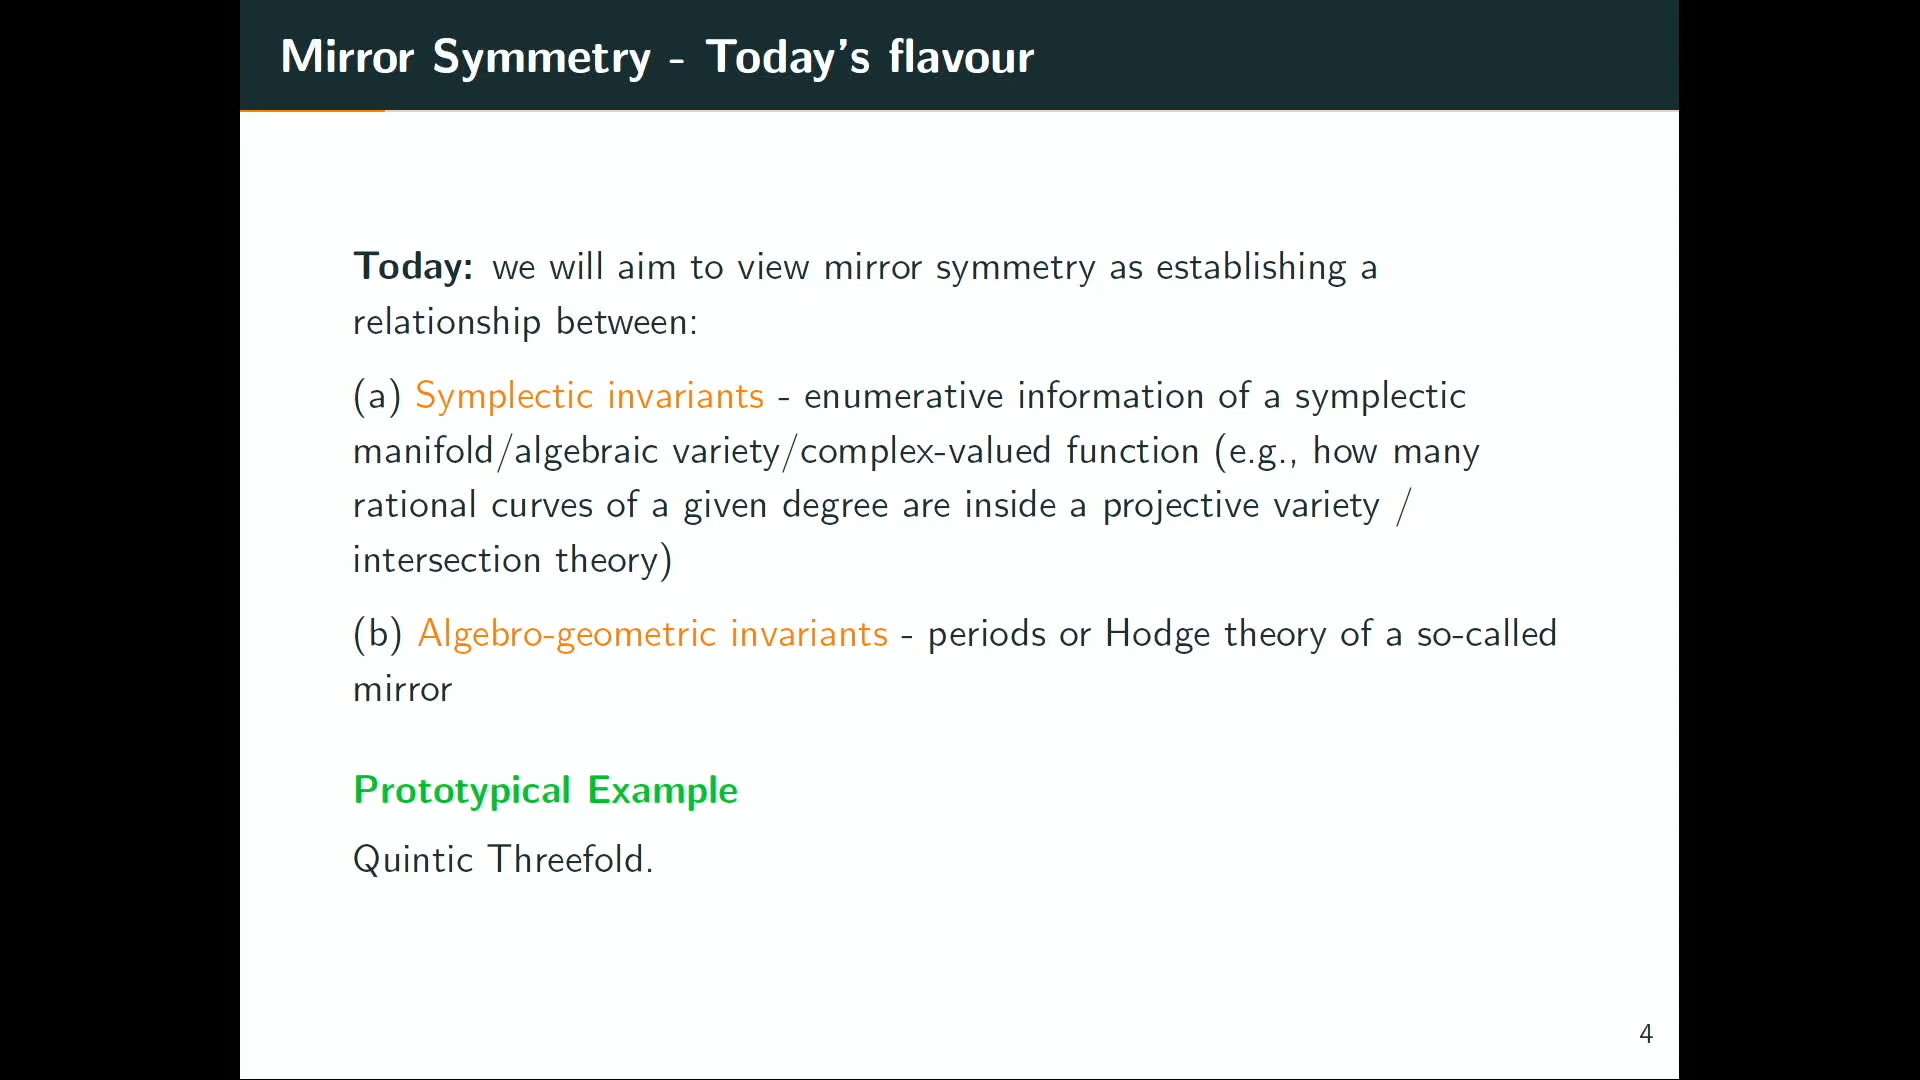 Mirror Symmetry - Today's flavour
Today: we will aim to view mirror symmetry as establishing a
relationship between:
(a) Symplectic invariants - enumerative information of a symplectic
manifold/algebraic variety/complex-valued function (e.g., how many
rational curves of a given degree are inside a projective variety /
intersection theory)
(b) Algebro-geometric invariants - periods or Hodge theory of a so-called
mirror
Prototypical Example
Quintic Threefold.
4